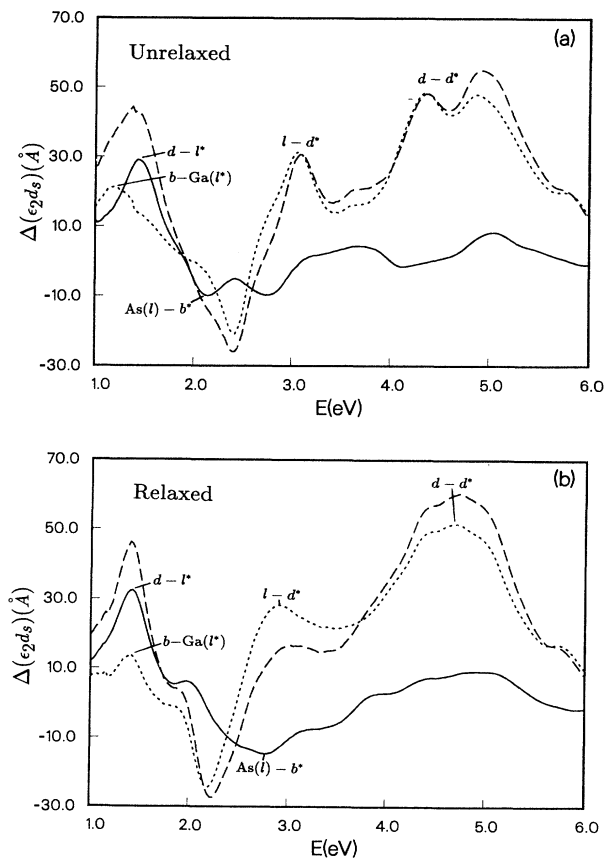 70.0
(a)
Unrelaxed
d – d*
50.0
l – d*
d – l*
30.0
b–Ga(l*)
Δ(ϵ₂dₛ)(Å)
10.0
-10.0
As(l) – b*
-30.0
1.0 2.0 3.0 4.0 5.0 6.0
E(eV)
70.0
(b)
Relaxed
d – d*
50.0
d – l*
l – d*
30.0
b–Ga(l*)
Δ(ϵ₂dₛ)(Å)
10.0
-10.0
As(l) – b*
-30.0
1.0 2.0 3.0 4.0 5.0 6.0
E(eV)